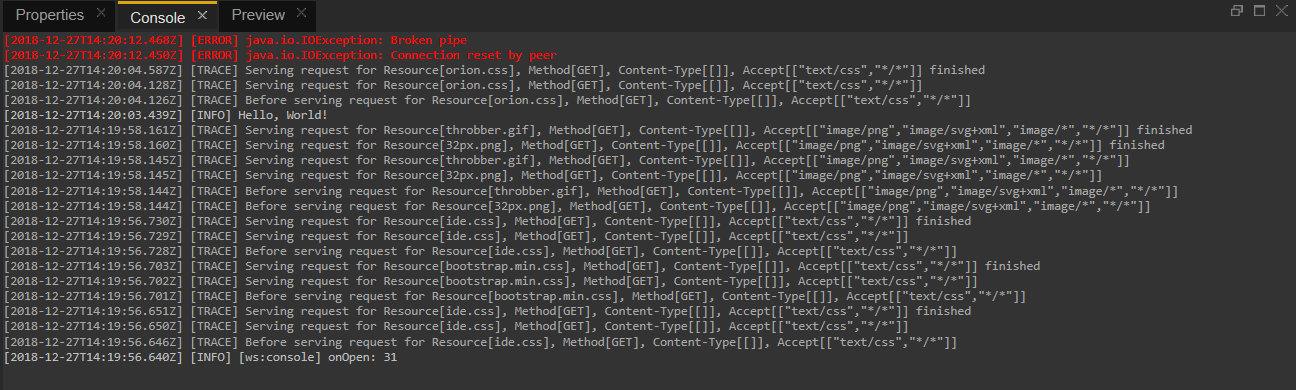 Properties × Console × Preview ×
[2018-12-27T14:20:12.468Z] [ERROR] java.io.IOException: Broken pipe
[2018-12-27T14:20:12.450Z] [ERROR] java.io.IOException: Connection reset by peer
[2018-12-27T14:20:04.587Z] [TRACE] Serving request for Resource[orion.css], Method[GET], Content-Type[[]], Accept[["text/css","*/*"]] finished
[2018-12-27T14:20:04.128Z] [TRACE] Serving request for Resource[orion.css], Method[GET], Content-Type[[]], Accept[["text/css","*/*"]]
[2018-12-27T14:20:04.126Z] [TRACE] Before serving request for Resource[orion.css], Method[GET], Content-Type[[]], Accept[["text/css","*/*"]]
[2018-12-27T14:20:03.439Z] [INFO] Hello, World!
[2018-12-27T14:19:58.161Z] [TRACE] Serving request for Resource[throbber.gif], Method[GET], Content-Type[[]], Accept[["image/png","image/svg+xml","image/*","*/*"]] finished
[2018-12-27T14:19:58.160Z] [TRACE] Serving request for Resource[32px.png], Method[GET], Content-Type[[]], Accept[["image/png","image/svg+xml","image/*","*/*"]] finished
[2018-12-27T14:19:58.145Z] [TRACE] Serving request for Resource[throbber.gif], Method[GET], Content-Type[[]], Accept[["image/png","image/svg+xml","image/*","*/*"]]
[2018-12-27T14:19:58.145Z] [TRACE] Serving request for Resource[32px.png], Method[GET], Content-Type[[]], Accept[["image/png","image/svg+xml","image/*","*/*"]]
[2018-12-27T14:19:58.144Z] [TRACE] Before serving request for Resource[throbber.gif], Method[GET], Content-Type[[]], Accept[["image/png","image/svg+xml","image/*","*/*"]]
[2018-12-27T14:19:58.144Z] [TRACE] Before serving request for Resource[32px.png], Method[GET], Content-Type[[]], Accept[["image/png","image/svg+xml","image/*","*/*"]]
[2018-12-27T14:19:56.730Z] [TRACE] Serving request for Resource[ide.css], Method[GET], Content-Type[[]], Accept[["text/css","*/*"]] finished
[2018-12-27T14:19:56.729Z] [TRACE] Serving request for Resource[ide.css], Method[GET], Content-Type[[]], Accept[["text/css","*/*"]]
[2018-12-27T14:19:56.728Z] [TRACE] Before serving request for Resource[ide.css], Method[GET], Content-Type[[]], Accept[["text/css","*/*"]]
[2018-12-27T14:19:56.703Z] [TRACE] Serving request for Resource[bootstrap.min.css], Method[GET], Content-Type[[]], Accept[["text/css","*/*"]] finished
[2018-12-27T14:19:56.702Z] [TRACE] Serving request for Resource[bootstrap.min.css], Method[GET], Content-Type[[]], Accept[["text/css","*/*"]]
[2018-12-27T14:19:56.701Z] [TRACE] Before serving request for Resource[bootstrap.min.css], Method[GET], Content-Type[[]], Accept[["text/css","*/*"]]
[2018-12-27T14:19:56.651Z] [TRACE] Serving request for Resource[ide.css], Method[GET], Content-Type[[]], Accept[["text/css","*/*"]] finished
[2018-12-27T14:19:56.650Z] [TRACE] Serving request for Resource[ide.css], Method[GET], Content-Type[[]], Accept[["text/css","*/*"]]
[2018-12-27T14:19:56.646Z] [TRACE] Before serving request for Resource[ide.css], Method[GET], Content-Type[[]], Accept[["text/css","*/*"]]
[2018-12-27T14:19:56.640Z] [INFO] [ws:console] onOpen: 31